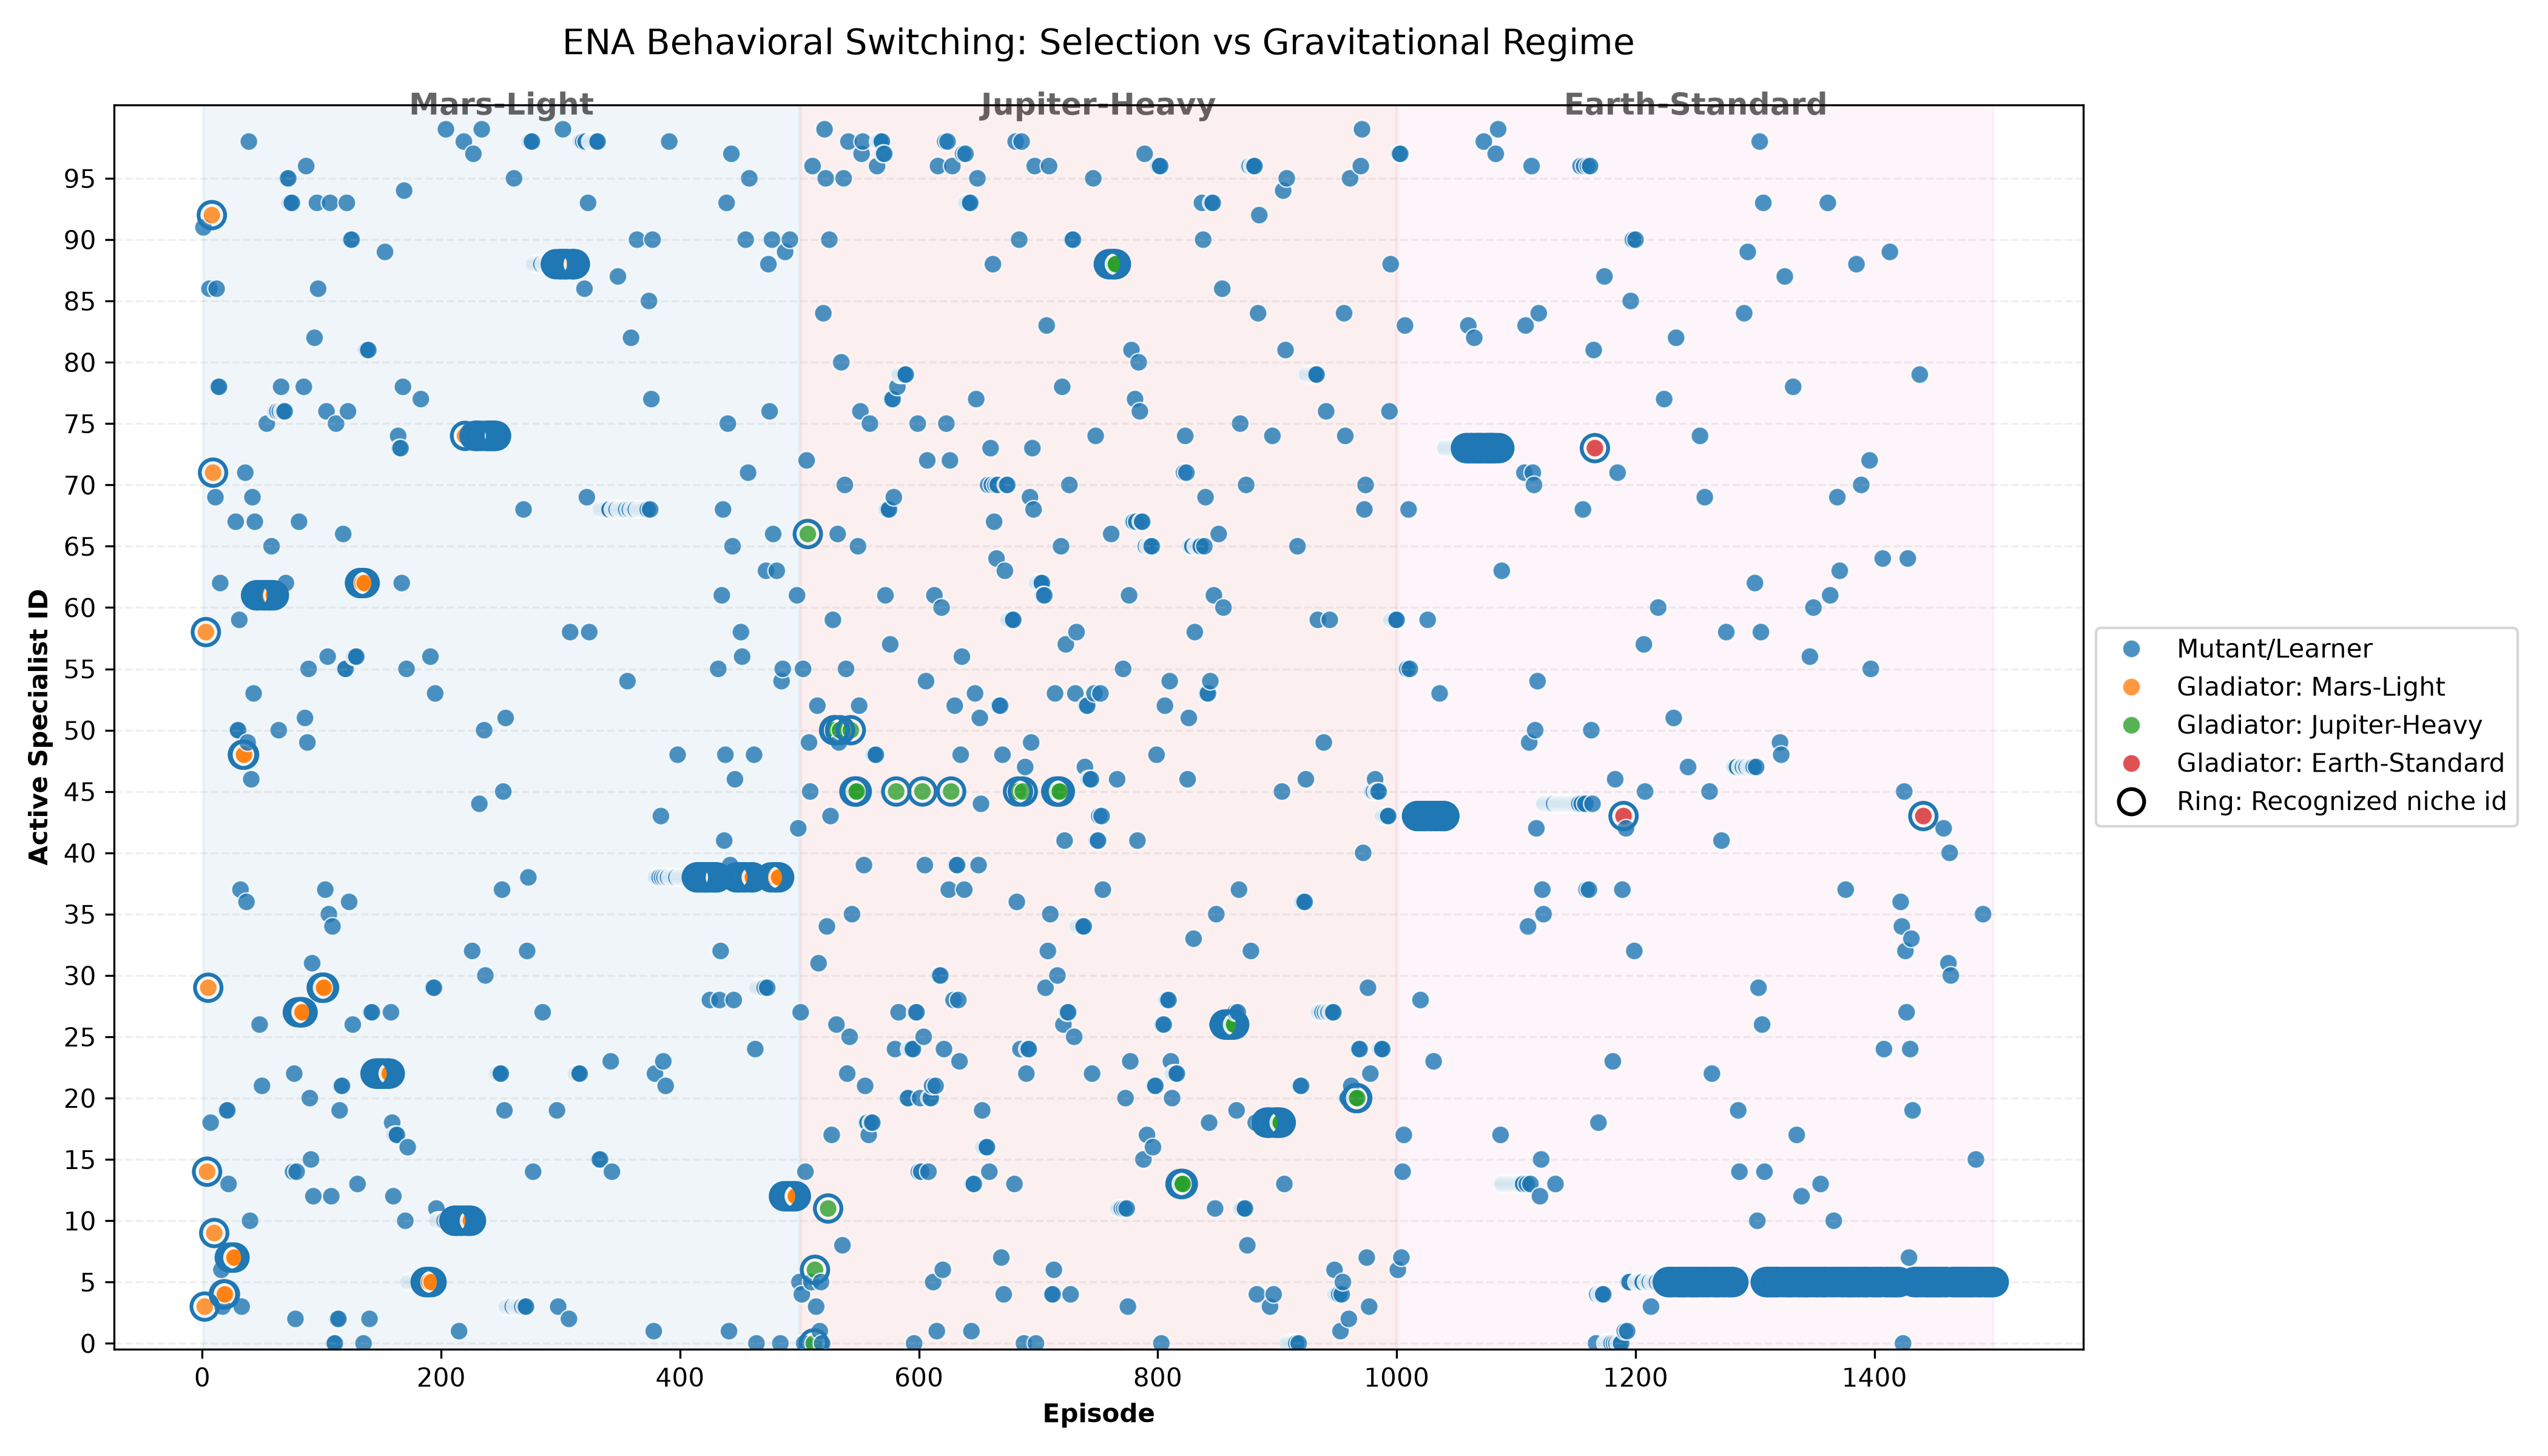 ENA Behavioral Switching: Selection vs Gravitational Regime
Mars-Light
Jupiter-Heavy
Earth-Standard
95
90
85
80
75
70
65
60
55
50
45
40
35
30
25
20
15
10
5
0
Active Specialist ID
0
200
400
600
800
1000
1200
1400
Episode
Mutant/Learner
Gladiator: Mars-Light
Gladiator: Jupiter-Heavy
Gladiator: Earth-Standard
Ring: Recognized niche id